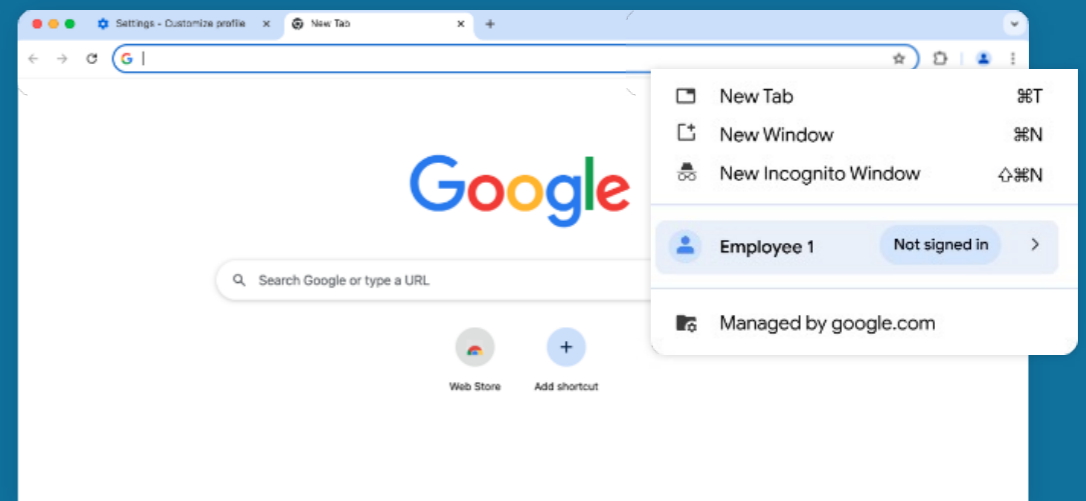 Settings - Customize profile
New Tab
Google
Search Google or type a URL
Web Store
Add shortcut
New Tab ⌘T
New Window ⌘N
New Incognito Window ⇧⌘N
Employee 1 Not signed in
Managed by google.com